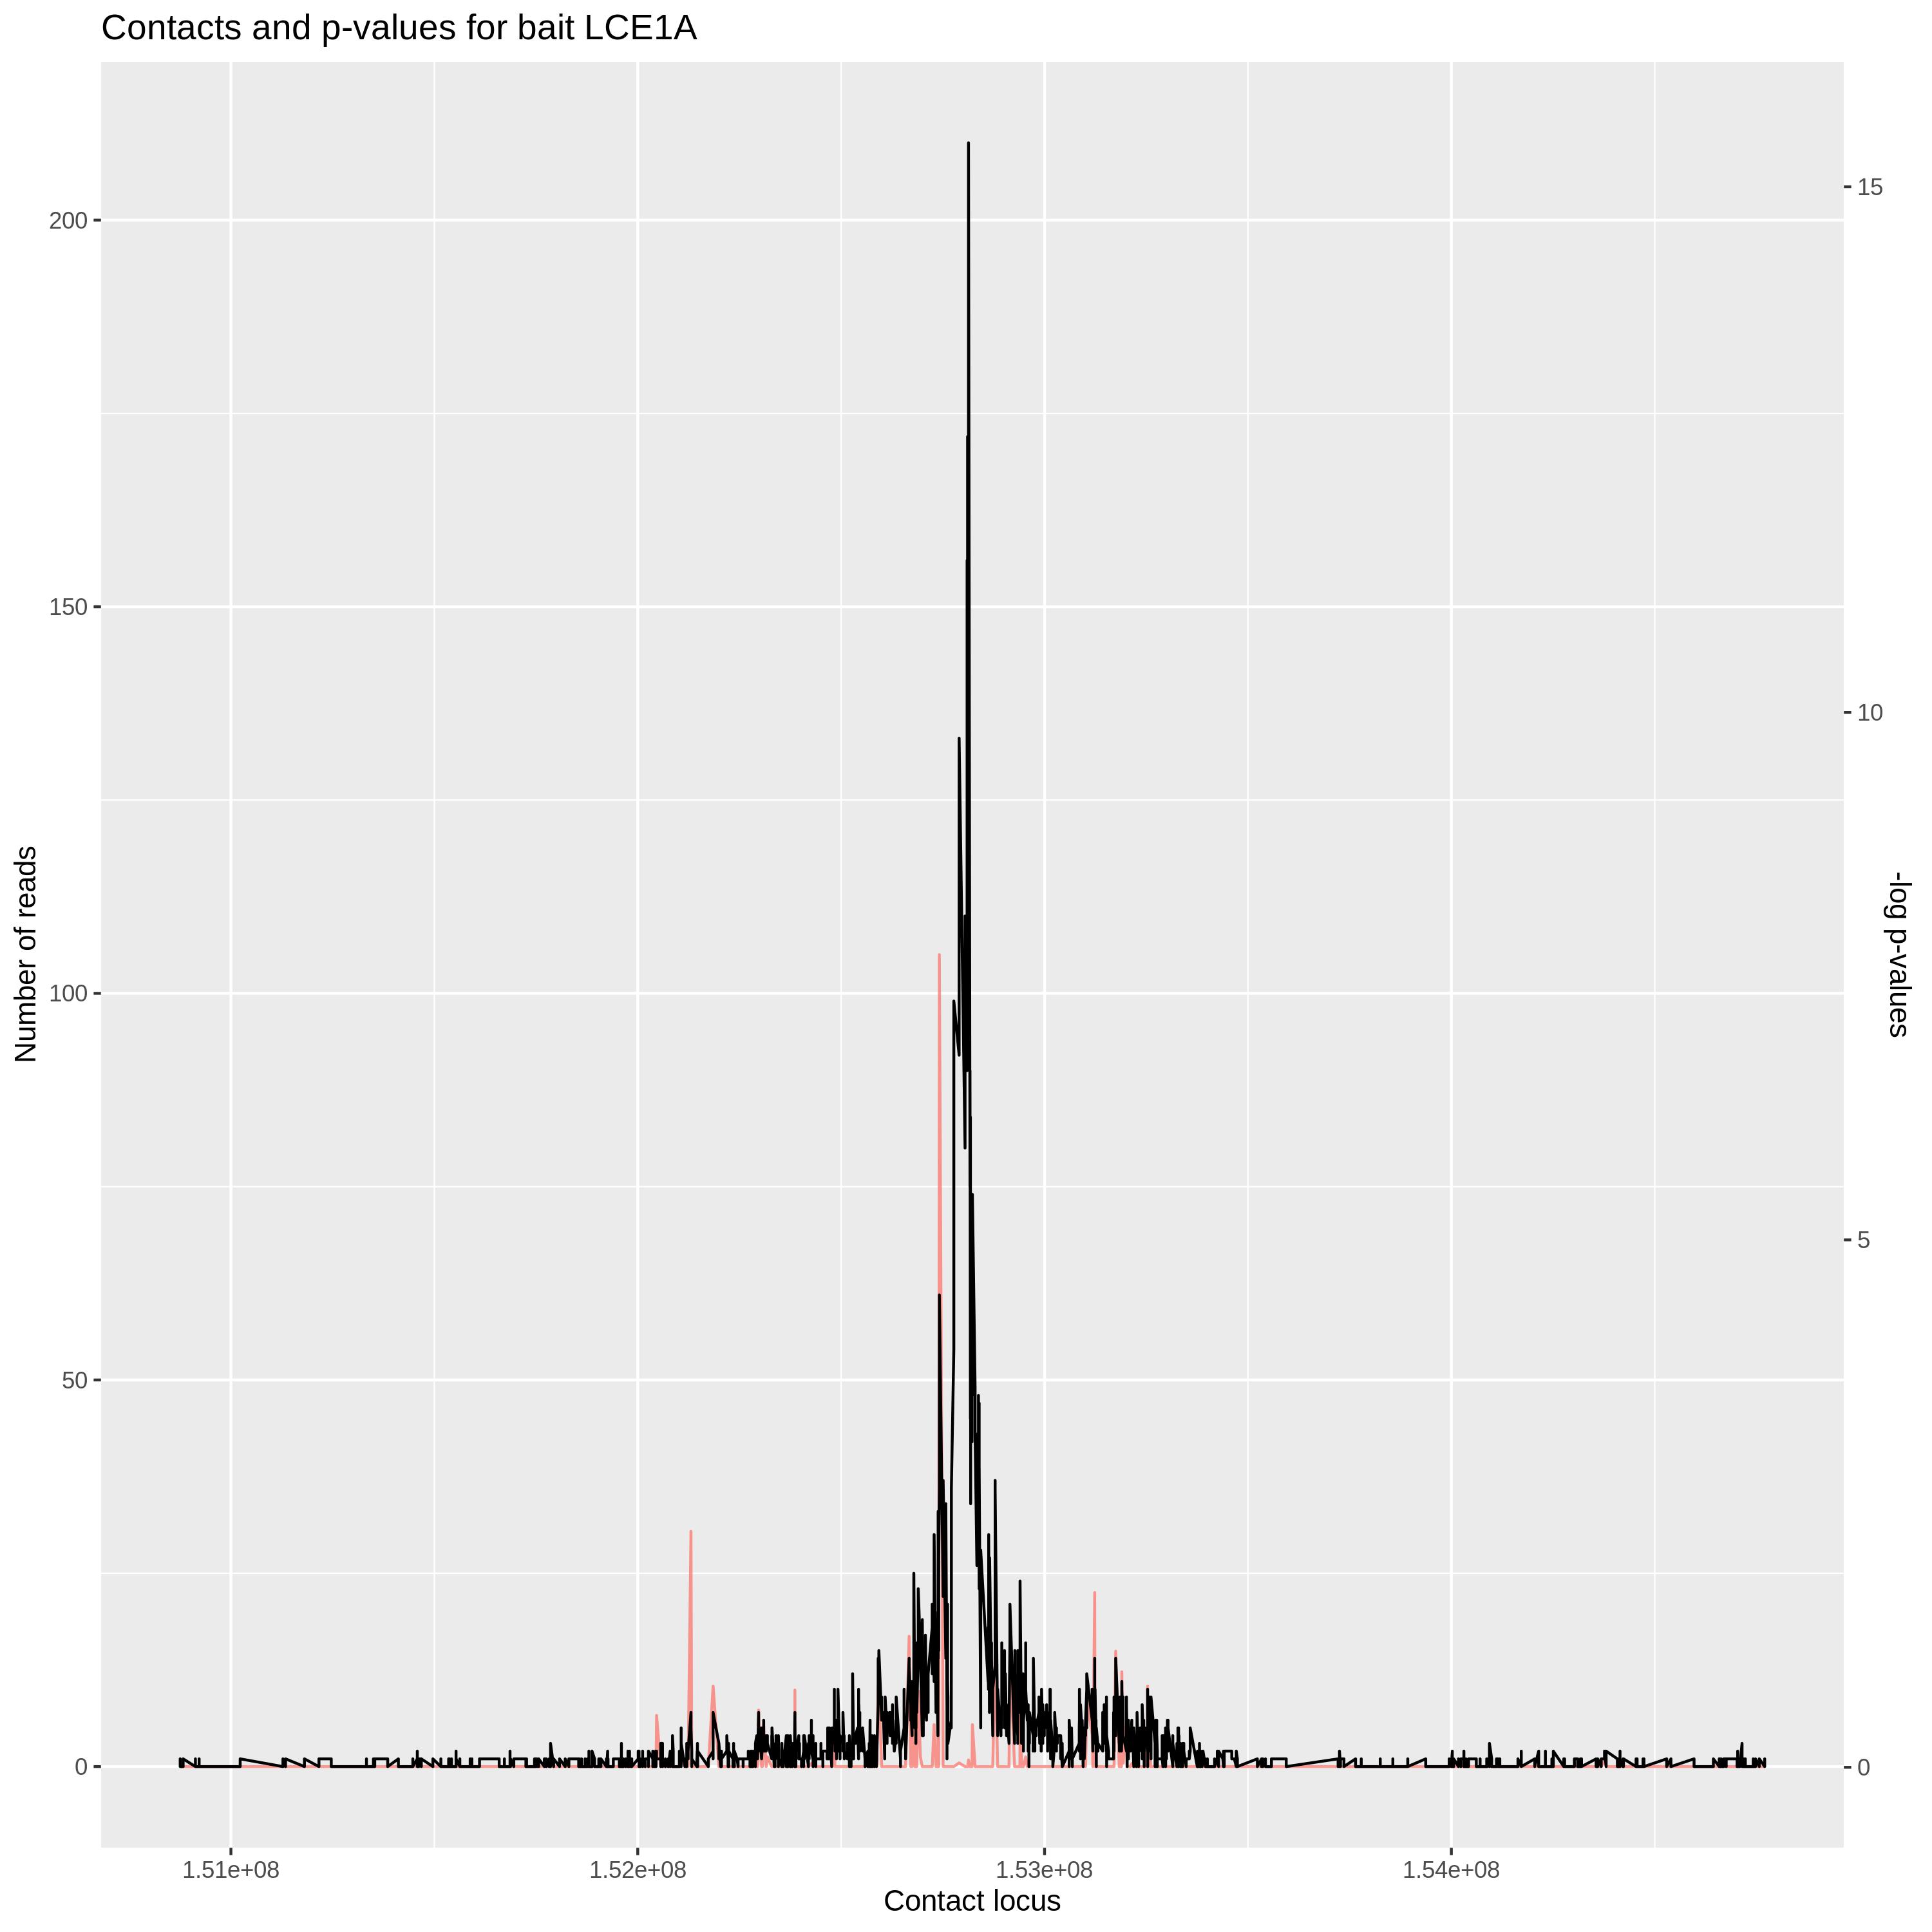 Contacts and p-values for bait LCE1A
200
150
100
50
0
Number of reads
15
10
5
0
-log p-values
1.51e+08
1.52e+08
1.53e+08
1.54e+08
Contact locus